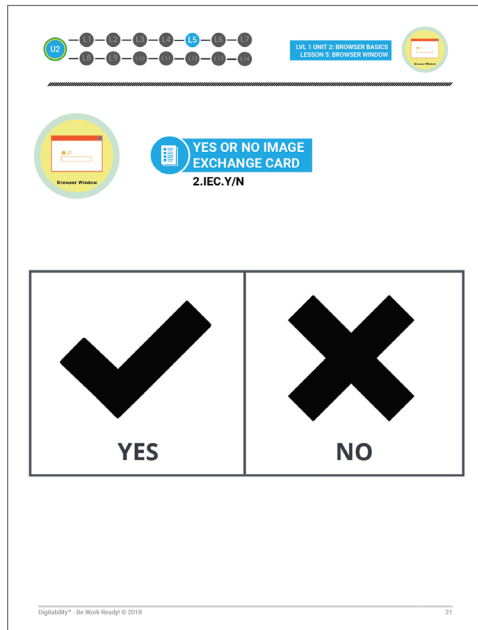 U2
L1 L2 L3 L4 L5 L6 L7
L8 L9 L10 L11 L12 L13 L14
LVL 1 UNIT 2: BROWSER BASICS
LESSON 5: BROWSER WINDOW
Browser Window
Browser Window
YES OR NO IMAGE
EXCHANGE CARD
2.IEC.Y/N
YES
NO
Digitability™ - Be Work Ready! © 2018
21